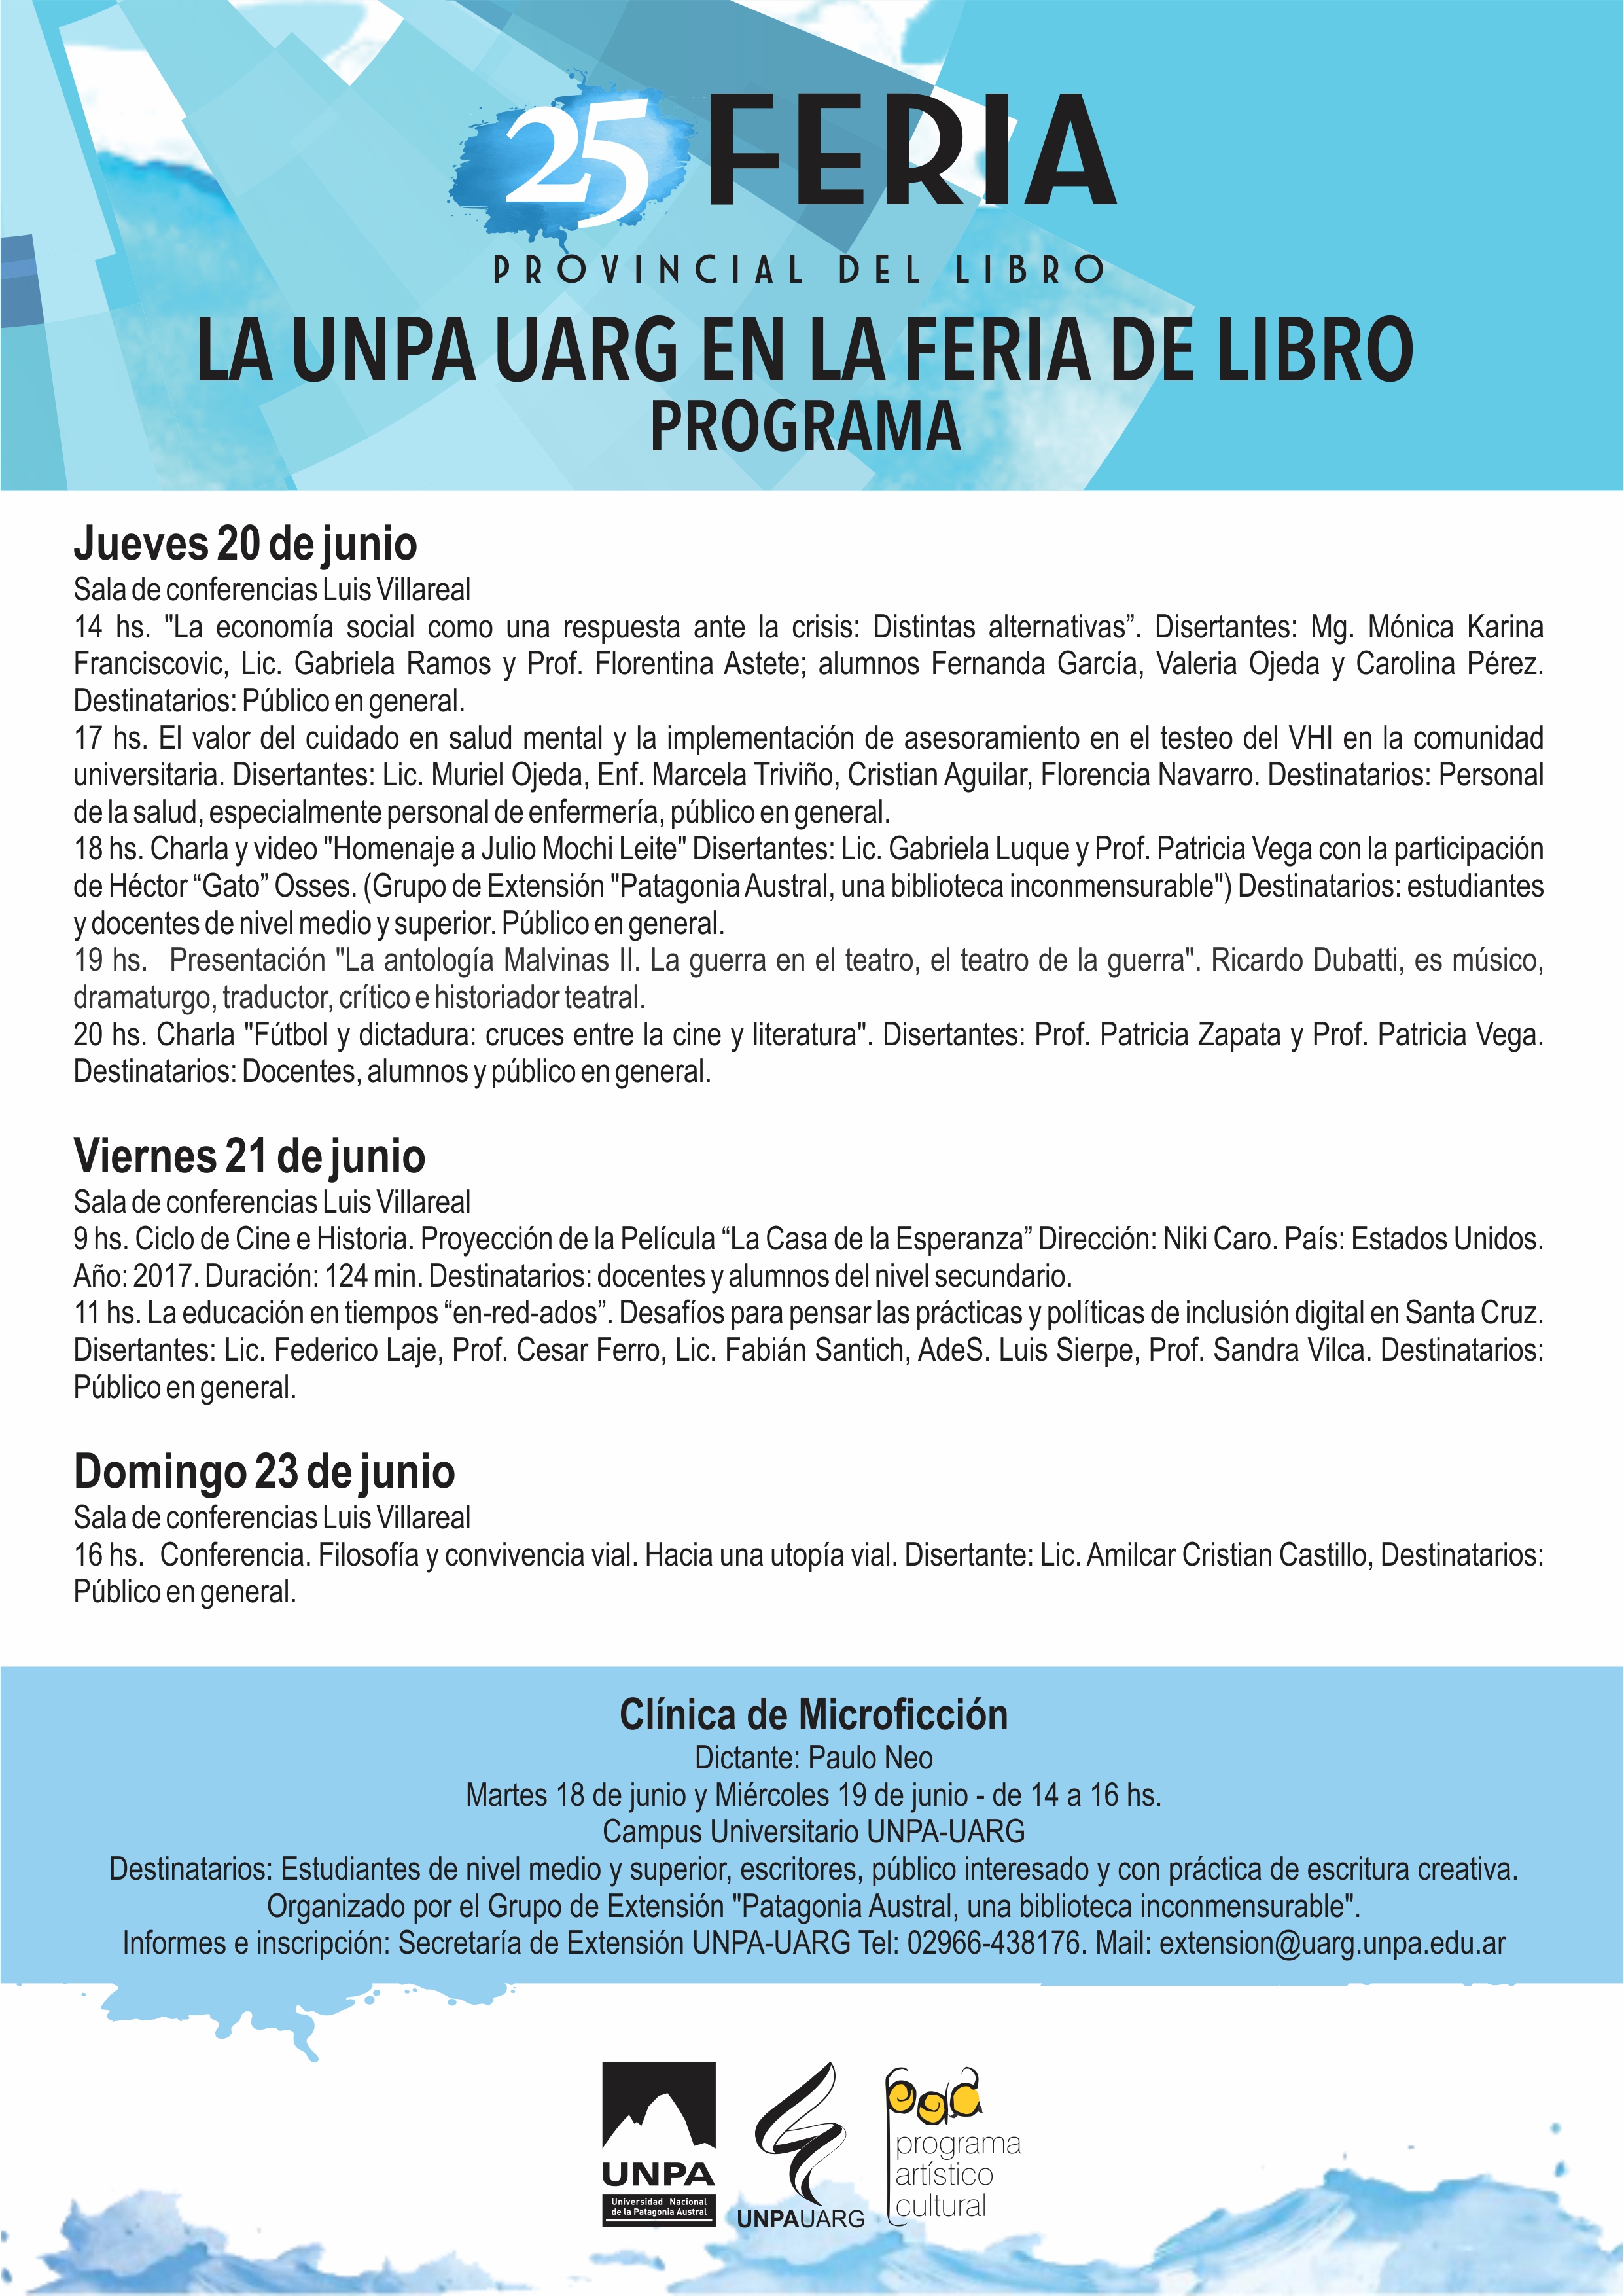 25 FERIA
PROVINCIAL DEL LIBRO
LA UNPA UARG EN LA FERIA DE LIBRO
PROGRAMA
Jueves 20 de junio
Sala de conferencias Luis Villareal
14 hs. "La economía social como una respuesta ante la crisis: Distintas alternativas”. Disertantes: Mg. Mónica Karina
Franciscovic, Lic. Gabriela Ramos y Prof. Florentina Astete; alumnos Fernanda García, Valeria Ojeda y Carolina Pérez.
Destinatarios: Público en general.
17 hs. El valor del cuidado en salud mental y la implementación de asesoramiento en el testeo del VHI en la comunidad
universitaria. Disertantes: Lic. Muriel Ojeda, Enf. Marcela Triviño, Cristian Aguilar, Florencia Navarro. Destinatarios: Personal
de la salud, especialmente personal de enfermería, público en general.
18 hs. Charla y video "Homenaje a Julio Mochi Leite" Disertantes: Lic. Gabriela Luque y Prof. Patricia Vega con la participación
de Héctor “Gato” Osses. (Grupo de Extensión "Patagonia Austral, una biblioteca inconmensurable") Destinatarios: estudiantes
y docentes de nivel medio y superior. Público en general.
19 hs. Presentación "La antología Malvinas II. La guerra en el teatro, el teatro de la guerra". Ricardo Dubatti, es músico,
dramaturgo, traductor, crítico e historiador teatral.
20 hs. Charla "Fútbol y dictadura: cruces entre la cine y literatura". Disertantes: Prof. Patricia Zapata y Prof. Patricia Vega.
Destinatarios: Docentes, alumnos y público en general.
Viernes 21 de junio
Sala de conferencias Luis Villareal
9 hs. Ciclo de Cine e Historia. Proyección de la Película “La Casa de la Esperanza” Dirección: Niki Caro. País: Estados Unidos.
Año: 2017. Duración: 124 min. Destinatarios: docentes y alumnos del nivel secundario.
11 hs. La educación en tiempos “en-red-ados”. Desafíos para pensar las prácticas y políticas de inclusión digital en Santa Cruz.
Disertantes: Lic. Federico Laje, Prof. Cesar Ferro, Lic. Fabián Santich, AdeS. Luis Sierpe, Prof. Sandra Vilca. Destinatarios:
Público en general.
Domingo 23 de junio
Sala de conferencias Luis Villareal
16 hs. Conferencia. Filosofía y convivencia vial. Hacia una utopía vial. Disertante: Lic. Amilcar Cristian Castillo, Destinatarios:
Público en general.
Clínica de Microficción
Dictante: Paulo Neo
Martes 18 de junio y Miércoles 19 de junio - de 14 a 16 hs.
Campus Universitario UNPA-UARG
Destinatarios: Estudiantes de nivel medio y superior, escritores, público interesado y con práctica de escritura creativa.
Organizado por el Grupo de Extensión "Patagonia Austral, una biblioteca inconmensurable".
Informes e inscripción: Secretaría de Extensión UNPA-UARG Tel: 02966-438176. Mail: extension@uarg.unpa.edu.ar
UNPA
Universidad Nacional
de la Patagonia Austral
UNPAUARG
pac
programa
artístico
cultural